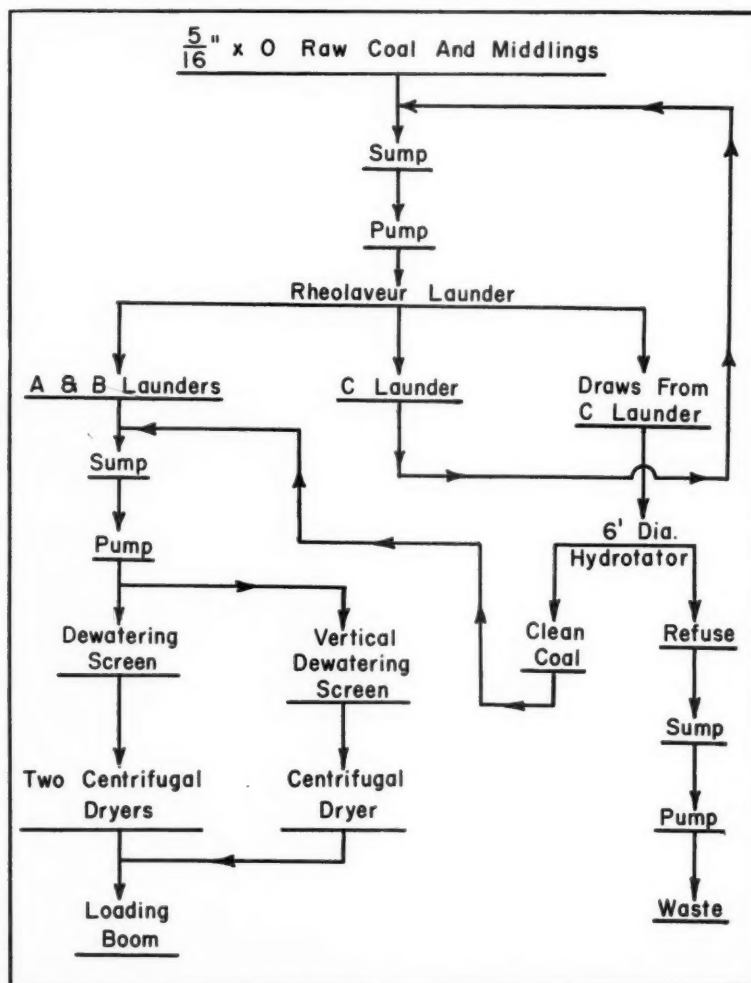 5/16" x 0 Raw Coal And Middlings
Sump
Pump
Rheolaveur Launder
A & B Launders
C Launder
Draws From
C Launder
Sump
Pump
6' Dia.
Hydrotator
Dewatering
Screen
Vertical
Dewatering
Screen
Clean
Coal
Refuse
Sump
Two Centrifugal
Dryers
Centrifugal
Dryer
Pump
Loading
Boom
Waste